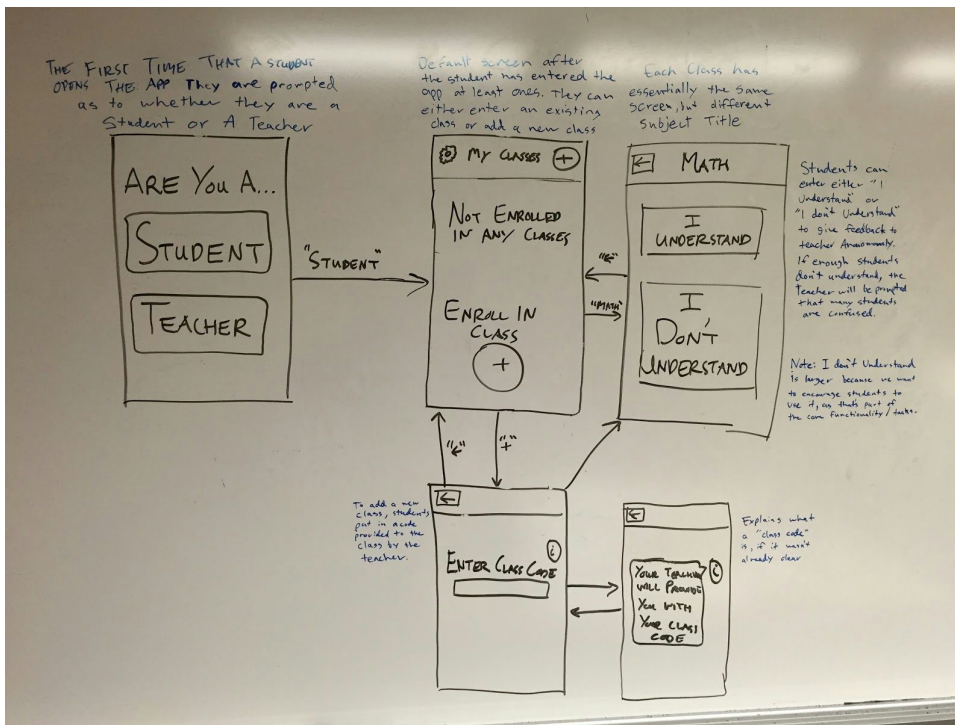 THE FIRST TIME THAT A STUDENT
OPENS THE APP They are prompted
as to whether they are a
Student or A Teacher
ARE YOU A...
STUDENT
TEACHER
"STUDENT"
Default screen after
the student has entered the
app at least ones. They can
either enter an existing
class or add a new class
MY CLASSES +
NOT ENROLLED
IN ANY CLASSES
ENROLL IN
CLASS
+
"←"
"MATH"
Each Class has
essentially the same
screen, but different
Subject Title
← MATH
I
UNDERSTAND
I
DON'T
UNDERSTAND
Students can
enter either "I
Understand" or
"I don't Understand"
to give feedback to
teacher Anonymously.
If enough students
don't understand, the
teacher will be prompted
that many students
are confused.
Note: I don't Understand
is larger because we want
to encourage students to
use it, as that's part of
the core functionality/tasks.
"←"
"+"
To add a new
class, students
put in a code
provided to the
class by the
teacher.
←
i
ENTER CLASS CODE
←
YOUR TEACHER i
WILL PROVIDE
YOU WITH
YOUR CLASS
CODE
Explains what
a "class code"
is, if it wasn't
already clear